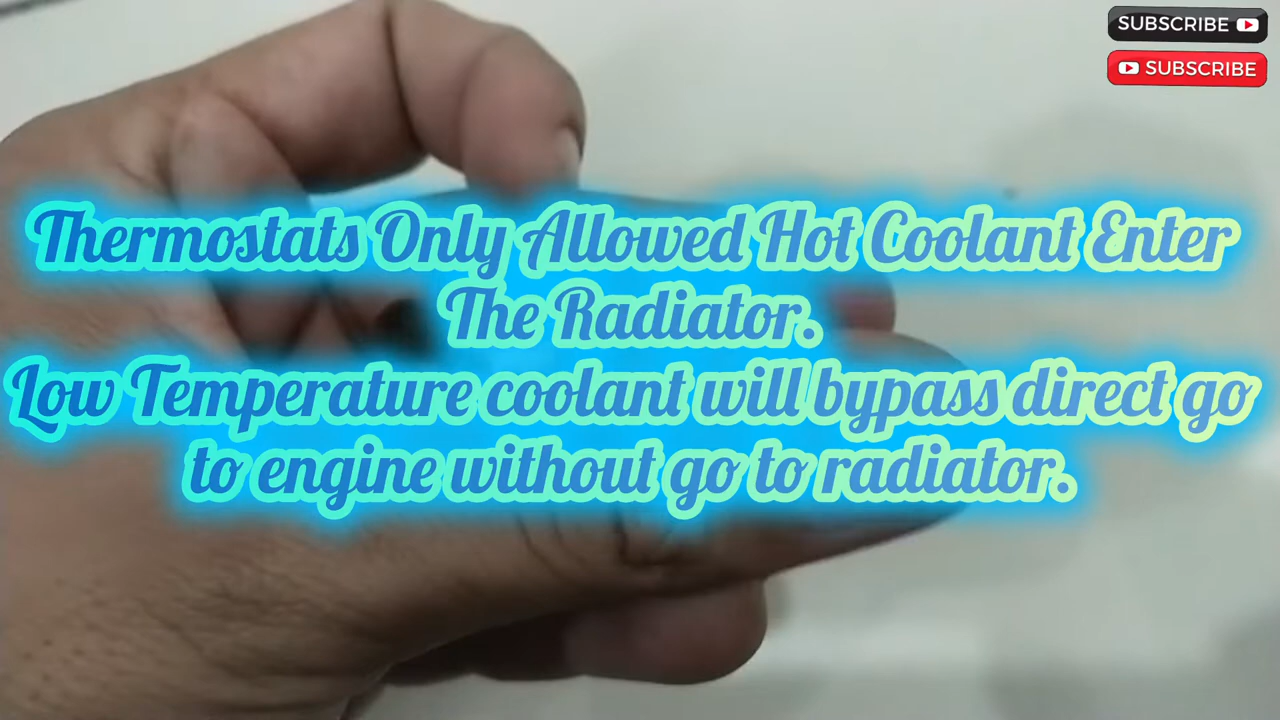 SUBSCRIBE
SUBSCRIBE
Thermostats Only Allowed Hot Coolant Enter
The Radiator.
Low Temperature coolant will bypass direct go
to engine without go to radiator.